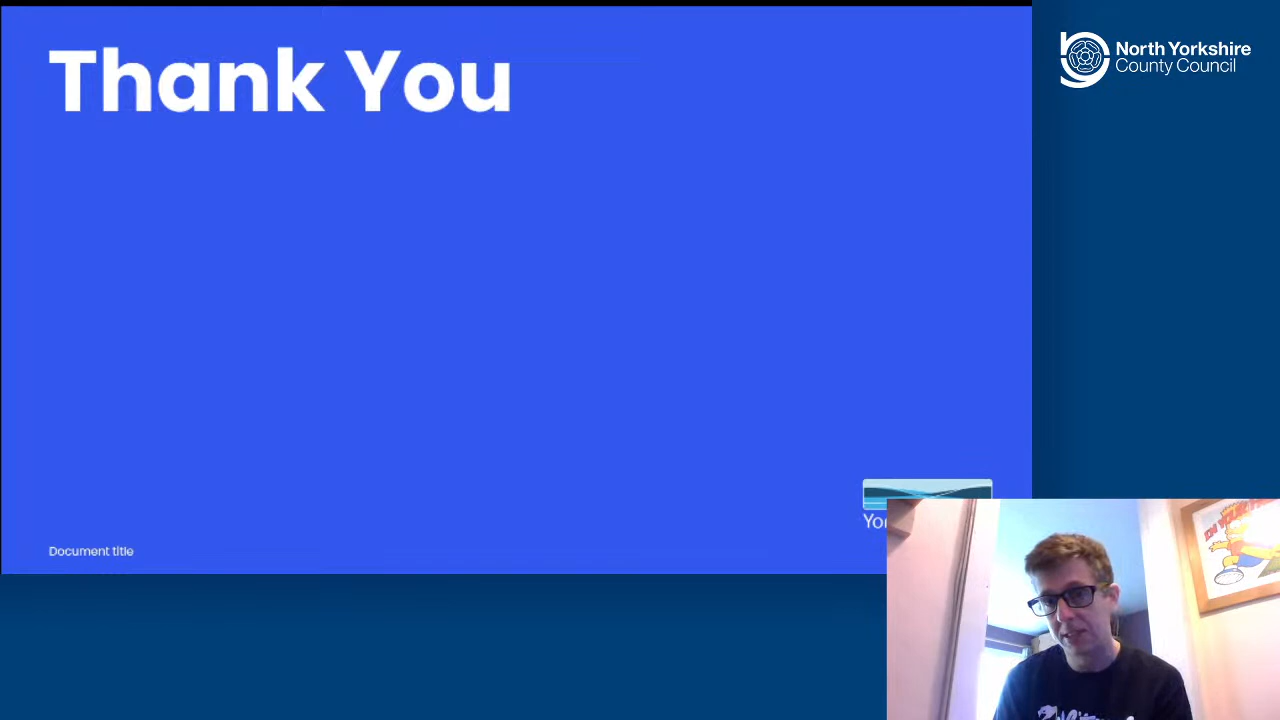 Thank You
North Yorkshire
County Council
Document title